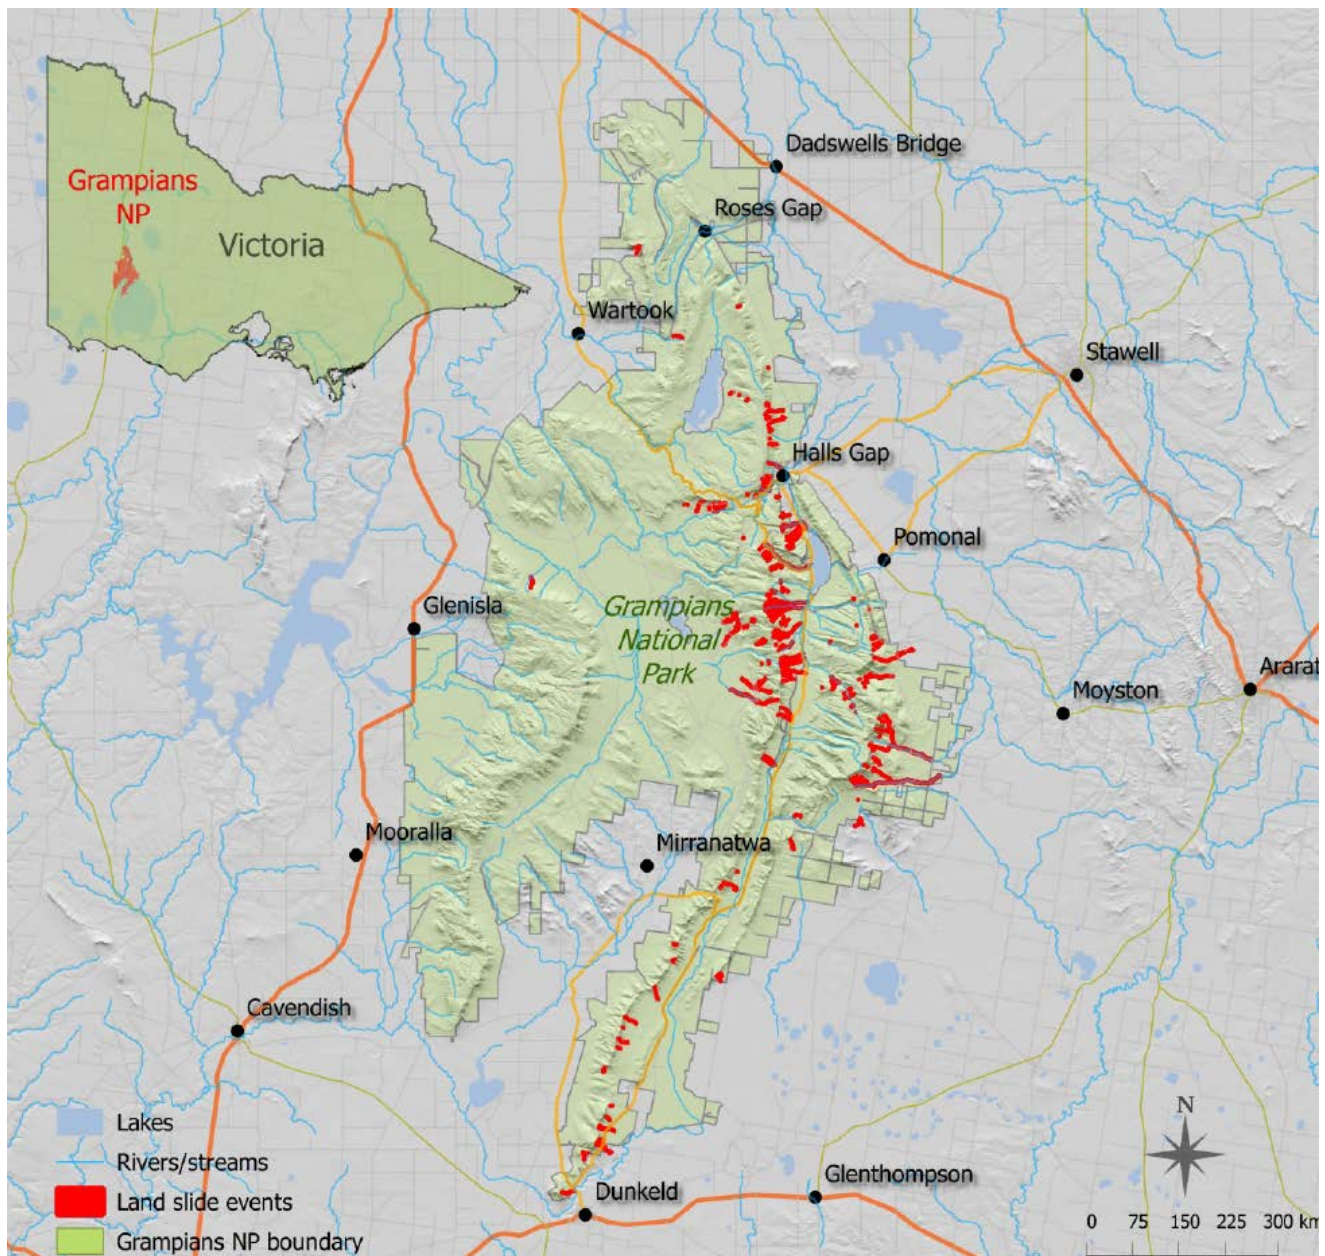 Dadswells Bridge
Grampians
NP
Roses Gap
Victoria
Wartook
Stawell
Halls Gap
Pomonal
Glenisla
Grampians
National
Park
Ararat
Moyston
Mooralla
Mirranatwa
Cavendish
N
Lakes
Rivers/streams
Land slide events
Grampians NP boundary
Glenthompson
Dunkeld
0 75 150 225 300 km